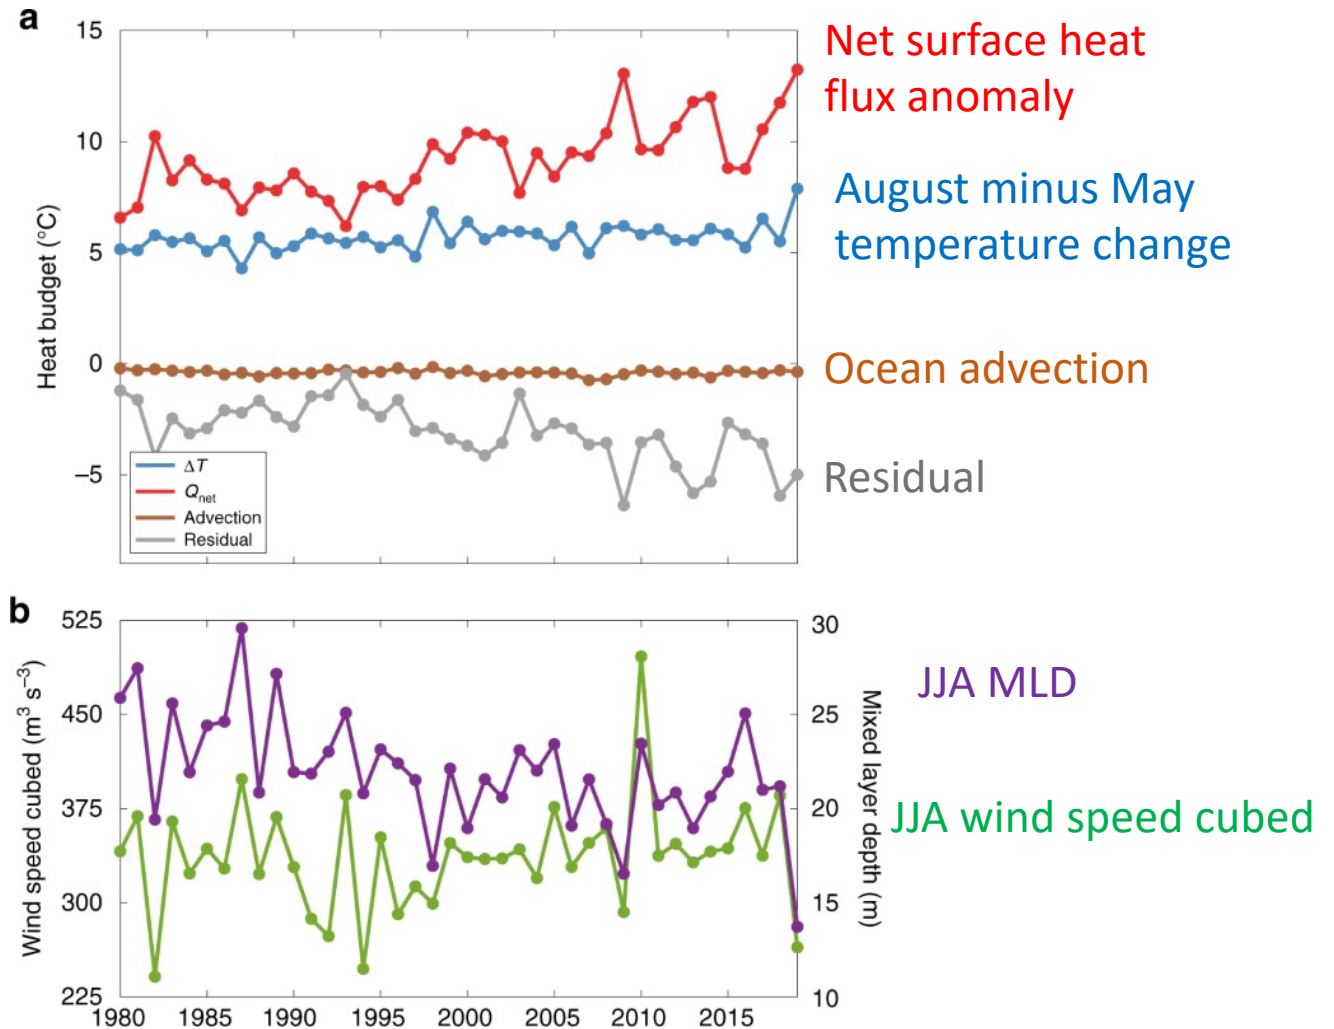 a
15
10
5
0
−5
Heat budget (°C)
ΔT
Qnet
Advection
Residual
Net surface heat
flux anomaly
August minus May
temperature change
Ocean advection
Residual
b
525
450
375
300
225
Wind speed cubed (m³ s⁻³)
30
25
20
15
10
Mixed layer depth (m)
JJA MLD
JJA wind speed cubed
1980 1985 1990 1995 2000 2005 2010 2015